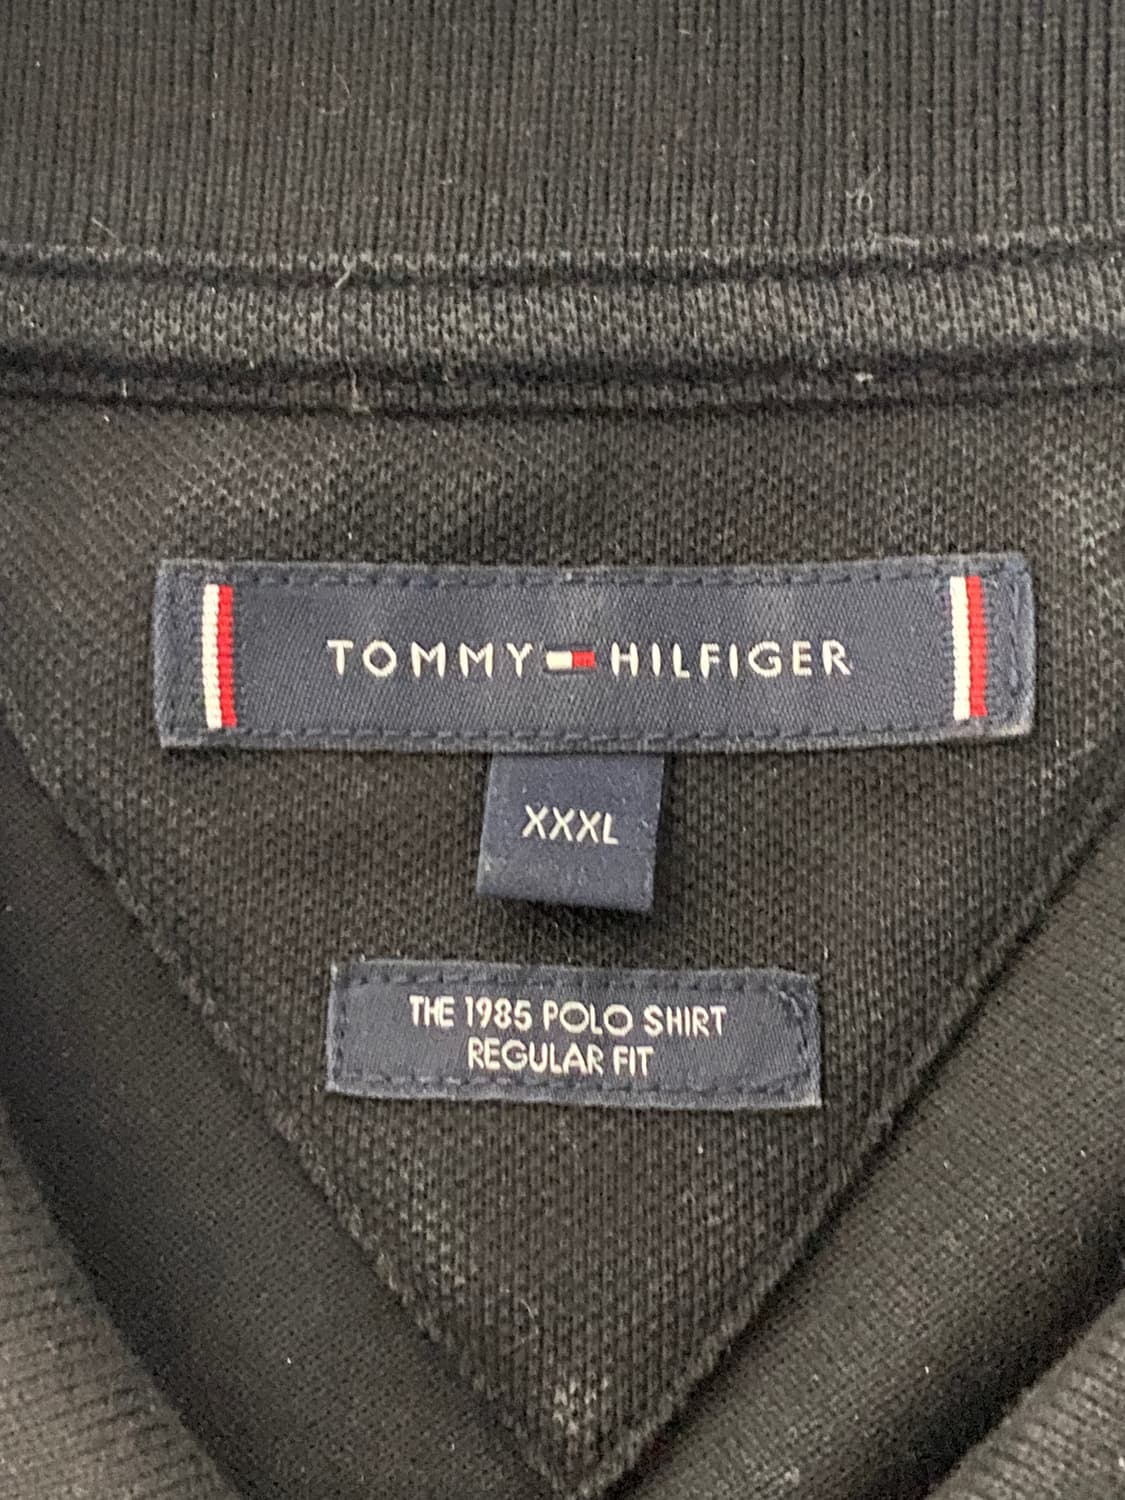 TOMMY HILFIGER
XXXL
THE 1985 POLO SHIRT
REGULAR FIT